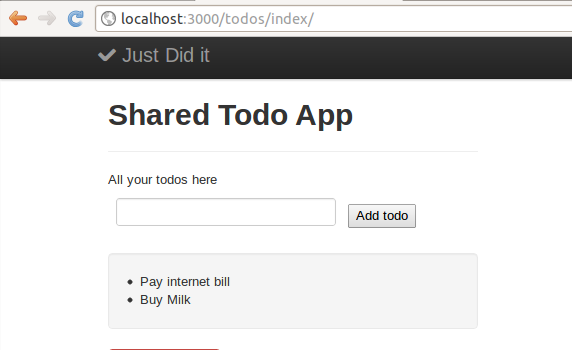 localhost:3000/todos/index/
Just Did it
Shared Todo App
All your todos here
Add todo
Pay internet bill
Buy Milk